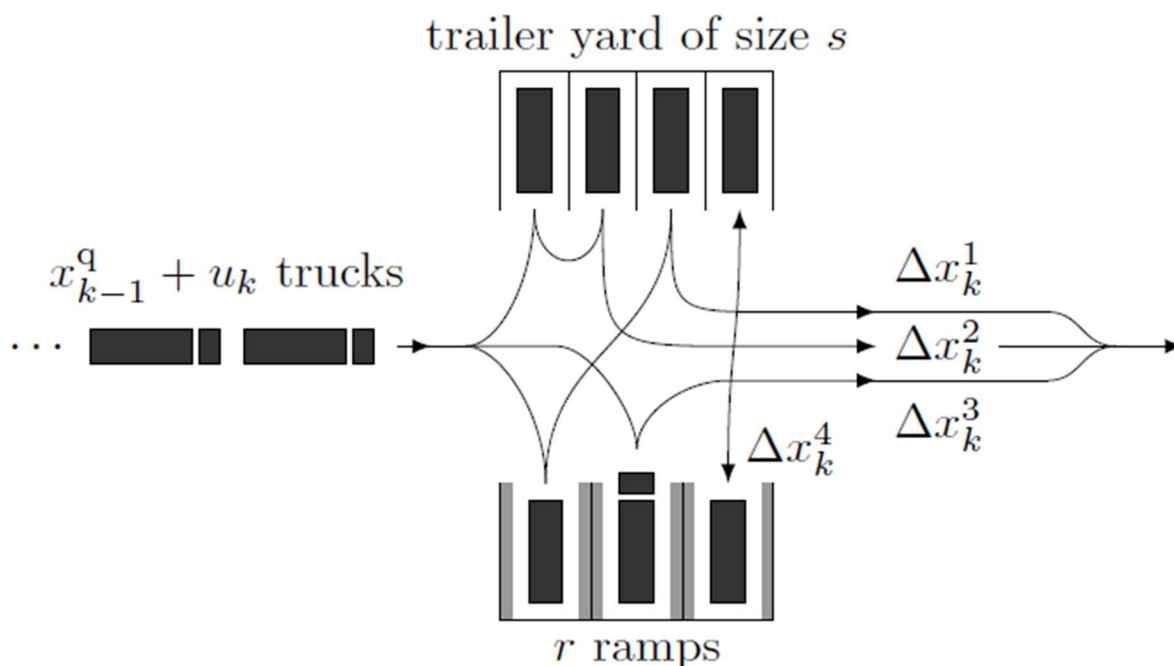 trailer yard of size s
x^q_{k-1} + u_k trucks
···
Δx^1_k
Δx^2_k
Δx^3_k
Δx^4_k
r ramps